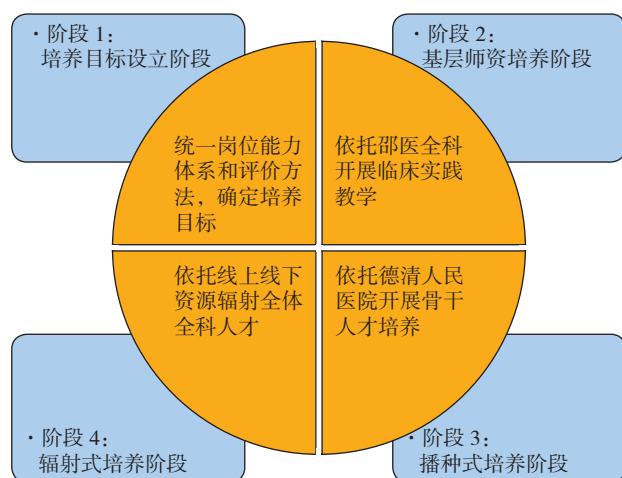 · 阶段 1：
培养目标设立阶段
· 阶段 2：
基层师资培养阶段
统一岗位能力
体系和评价方
法，确定培养
目标
依托邵医全科
开展临床实践
教学
依托线上线下
资源辐射全体
全科人才
依托德清人民
医院开展骨干
人才培养
· 阶段 4：
辐射式培养阶段
· 阶段 3：
播种式培养阶段